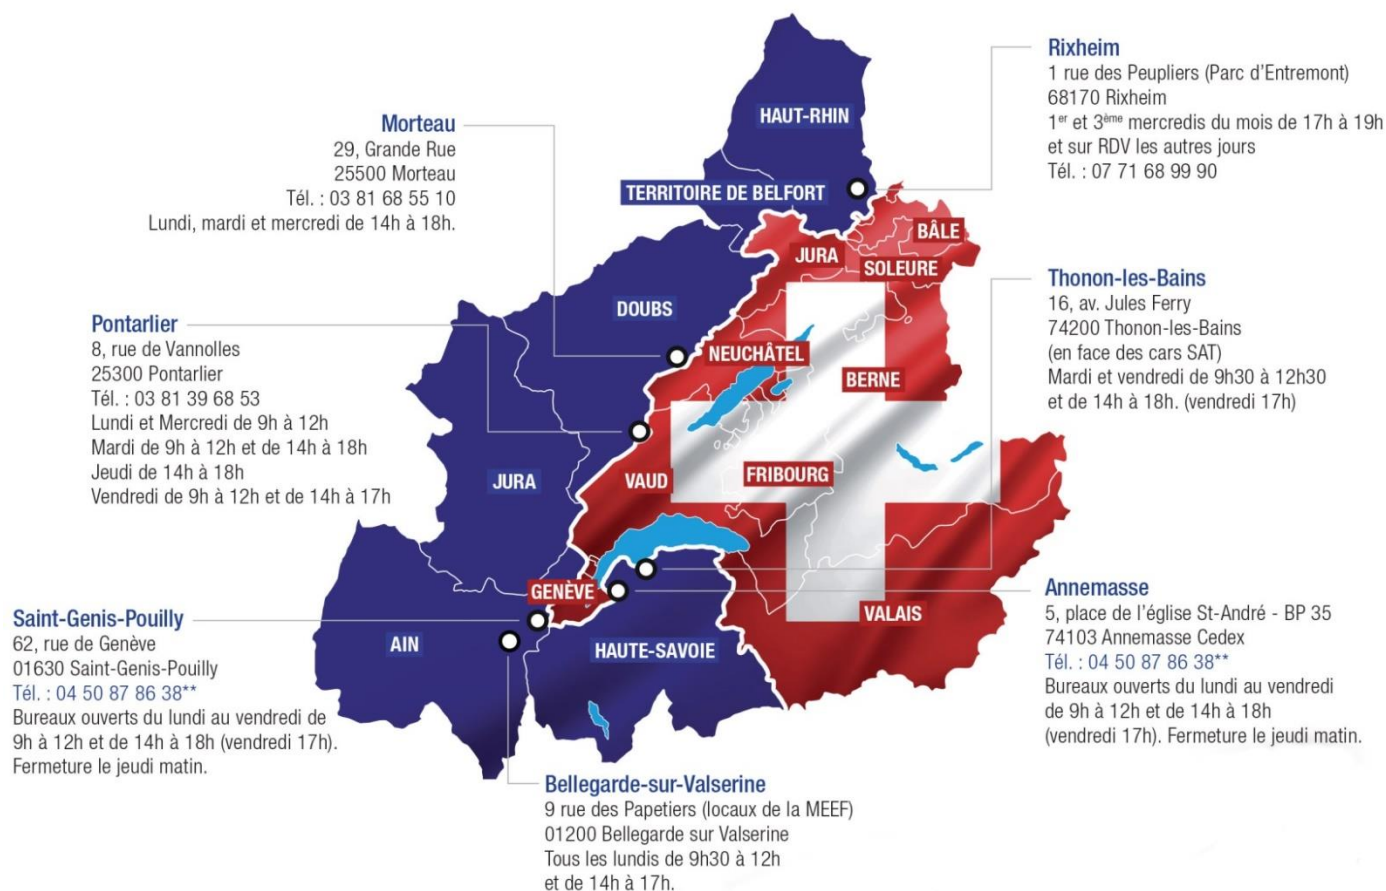 Rixheim
1 rue des Peupliers (Parc d'Entremont)
68170 Rixheim
1er et 3ème mercredis du mois de 17h à 19h
et sur RDV les autres jours
Tél. : 07 71 68 99 90
HAUT-RHIN
Morteau
29, Grande Rue
25500 Morteau
Tél. : 03 81 68 55 10
Lundi, mardi et mercredi de 14h à 18h.
TERRITOIRE DE BELFORT
BÂLE
JURA
SOLEURE
Thonon-les-Bains
16, av. Jules Ferry
74200 Thonon-les-Bains
(en face des cars SAT)
Mardi et vendredi de 9h30 à 12h30
et de 14h à 18h. (vendredi 17h)
DOUBS
Pontarlier
8, rue de Vannolles
25300 Pontarlier
Tél. : 03 81 39 68 53
Lundi et Mercredi de 9h à 12h
Mardi de 9h à 12h et de 14h à 18h
Jeudi de 14h à 18h
Vendredi de 9h à 12h et de 14h à 17h
NEUCHÂTEL
BERNE
JURA
VAUD
FRIBOURG
GENÈVE
VALAIS
Annemasse
5, place de l'église St-André - BP 35
74103 Annemasse Cedex
Tél. : 04 50 87 86 38**
Bureaux ouverts du lundi au vendredi
de 9h à 12h et de 14h à 18h
(vendredi 17h). Fermeture le jeudi matin.
Saint-Genis-Pouilly
62, rue de Genève
01630 Saint-Genis-Pouilly
Tél. : 04 50 87 86 38**
Bureaux ouverts du lundi au vendredi de
9h à 12h et de 14h à 18h (vendredi 17h).
Fermeture le jeudi matin.
AIN
HAUTE-SAVOIE
Bellegarde-sur-Valserine
9 rue des Papetiers (locaux de la MEEF)
01200 Bellegarde sur Valserine
Tous les lundis de 9h30 à 12h
et de 14h à 17h.